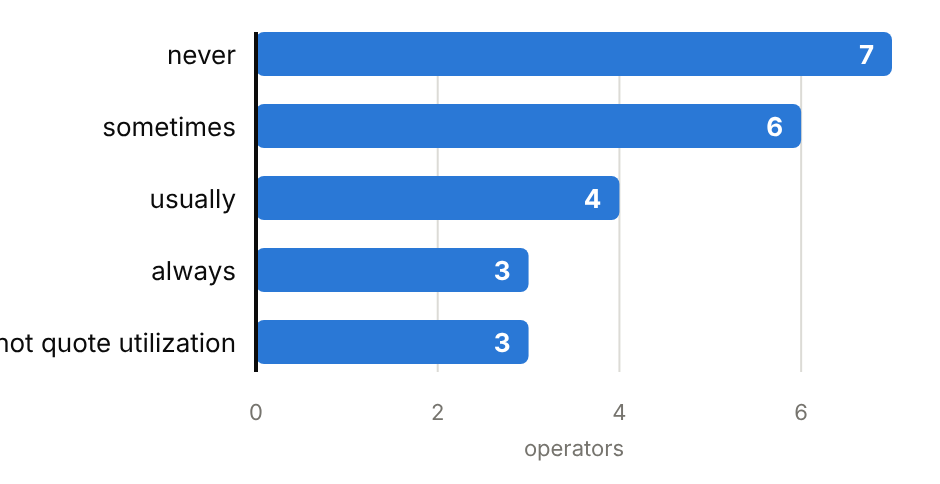 never
7
sometimes
6
usually
4
always
3
not quote utilization
3
0 2 4 6
operators